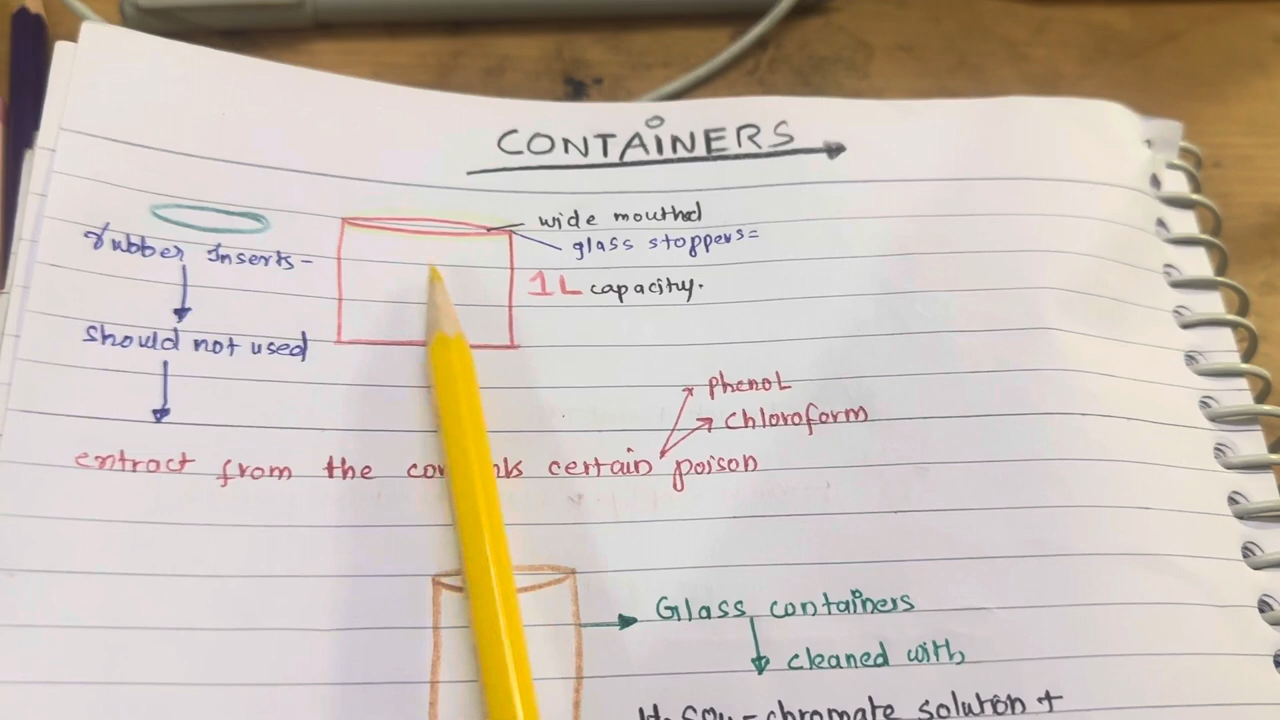 CONTAINERS
wide mouthed
glass stoppers=
1L capacity.
rubber Inserts-
should not used
phenol
chloroform
extract from the certain poison
Glass containers
cleaned with
H2SO4 - chromate solution +